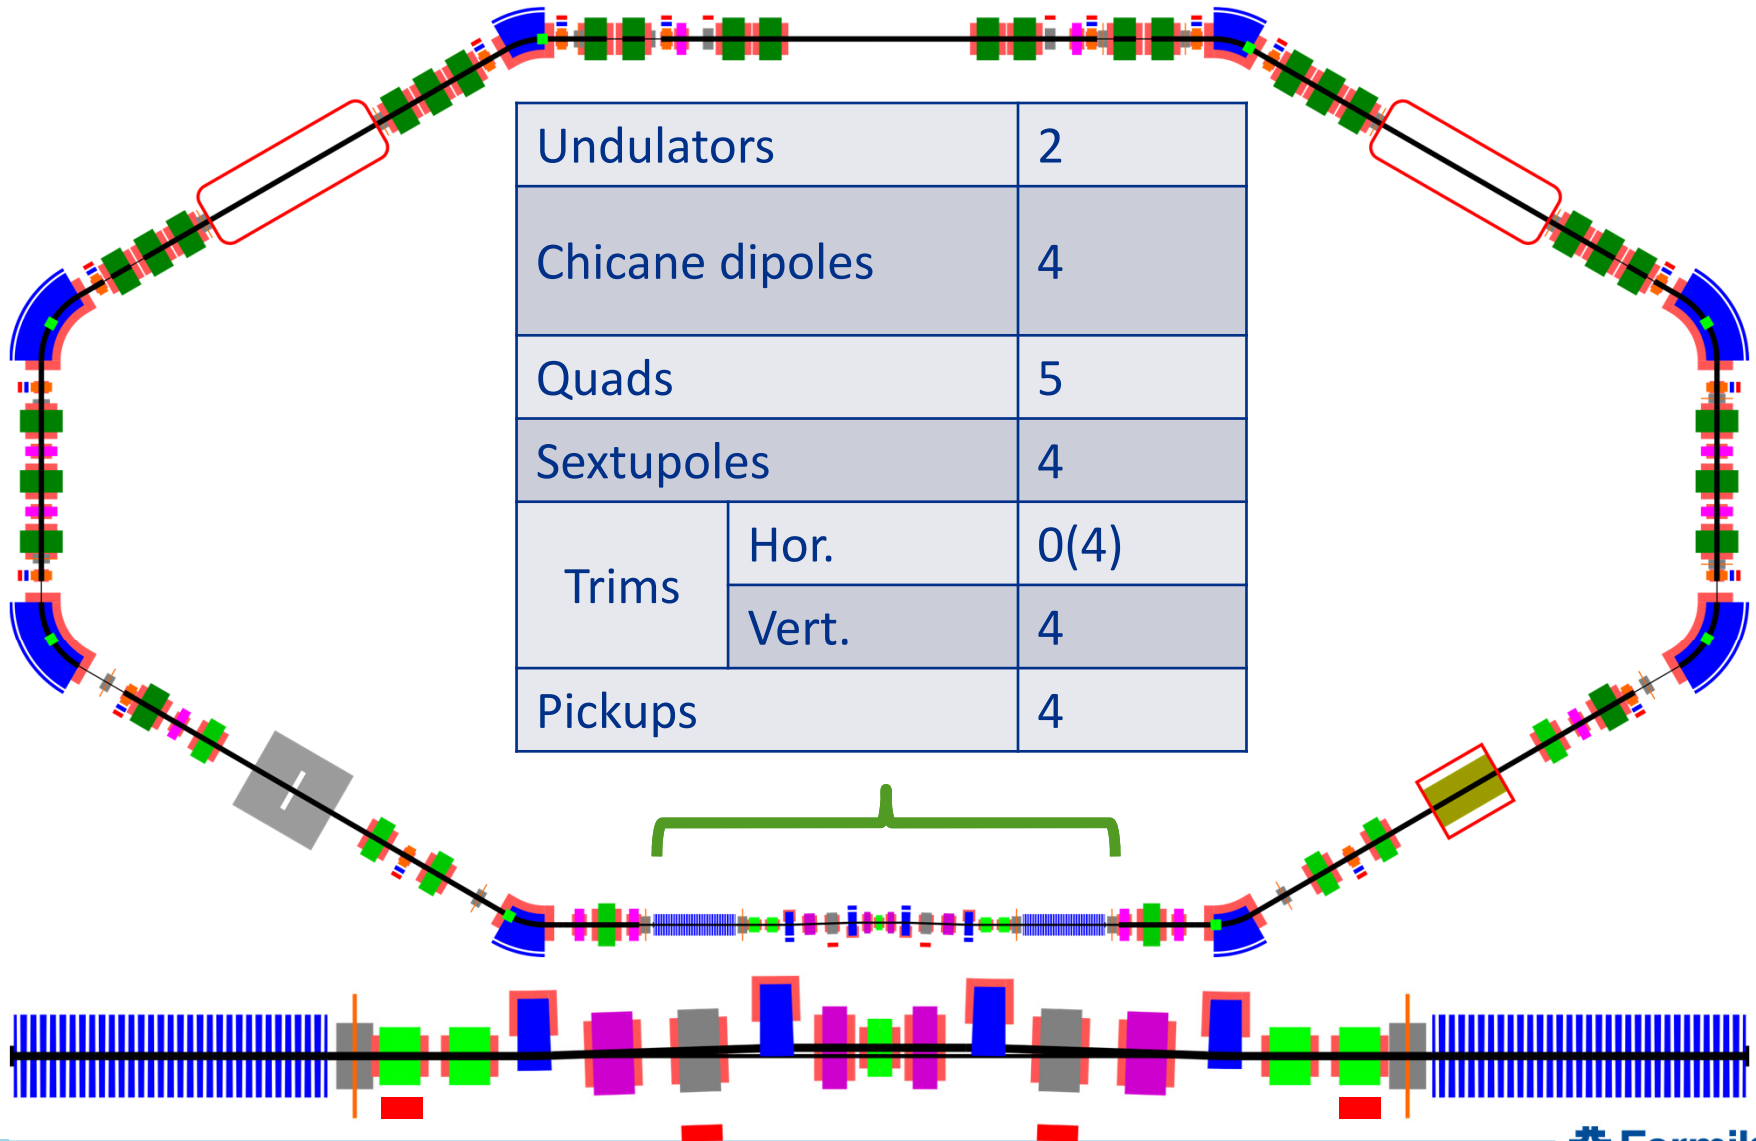 Undulators 2
Chicane dipoles 4
Quads 5
Sextupoles 4
Trims Hor. 0(4)
Vert. 4
Pickups 4